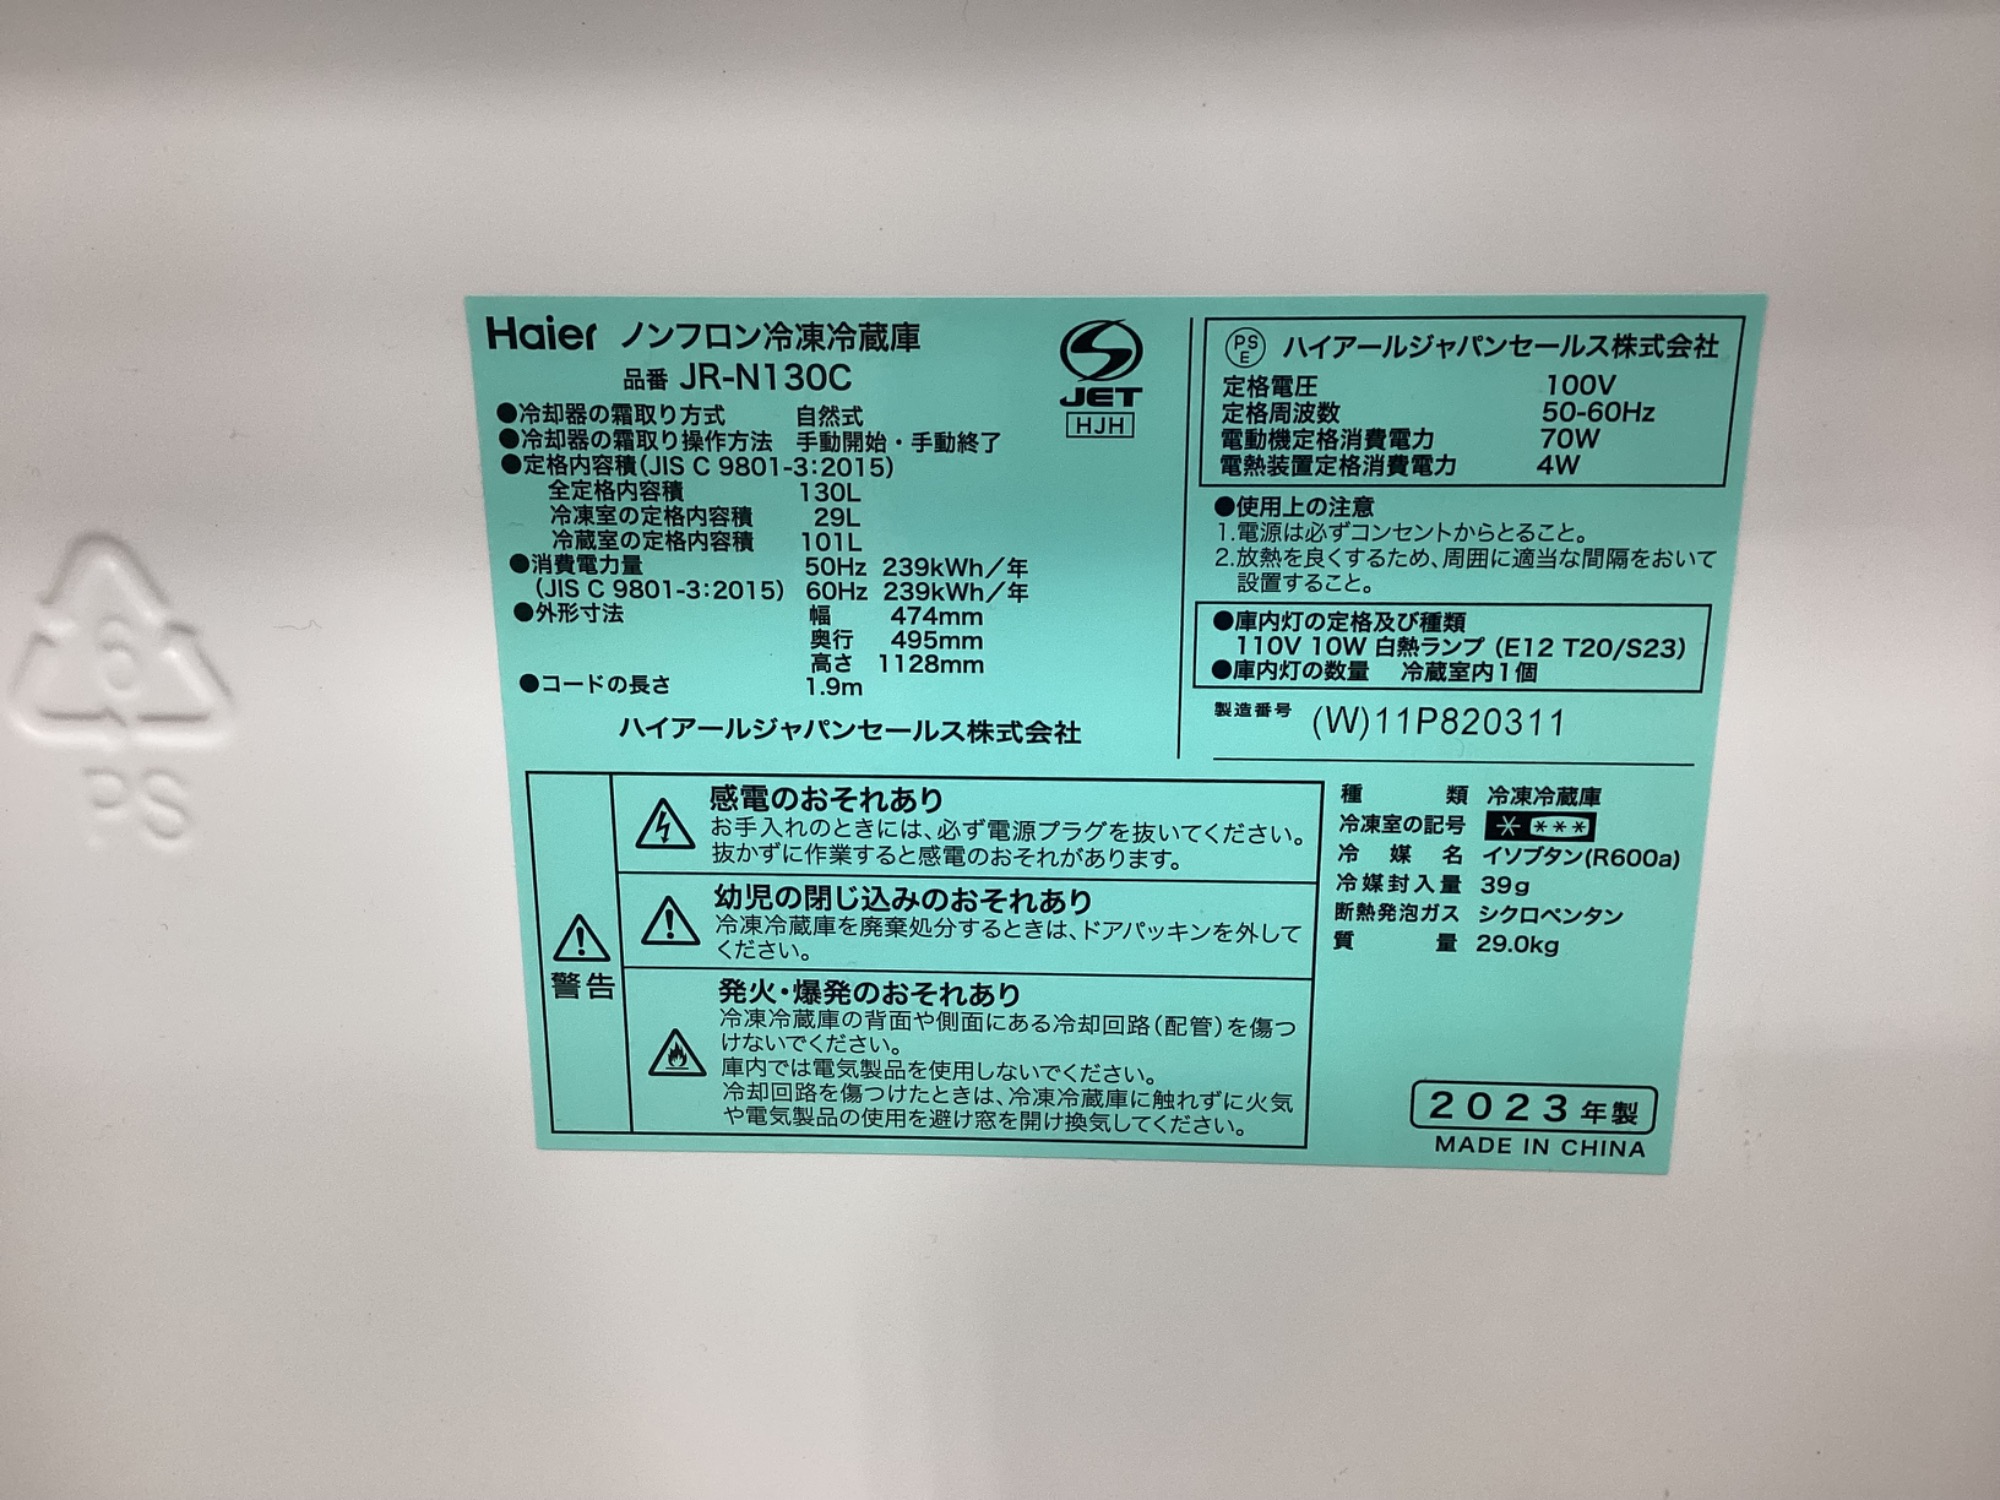 Haier ノンフロン冷凍冷蔵庫
品番 JR-N130C
●冷却器の霜取り方式 自然式
●冷却器の霜取り操作方法 手動開始・手動終了
●定格内容積(JIS C 9801-3:2015)
全定格内容積 130L
冷凍室の定格内容積 29L
冷蔵室の定格内容積 101L
●消費電力量 50Hz 239kWh/年
(JIS C 9801-3:2015) 60Hz 239kWh/年
●外形寸法 幅 474mm
奥行 495mm
高さ 1128mm
●コードの長さ 1.9m
ハイアールジャパンセールス株式会社
JET
HJH
PS
E
ハイアールジャパンセールス株式会社
定格電圧 100V
定格周波数 50-60Hz
電動機定格消費電力 70W
電熱装置定格消費電力 4W
●使用上の注意
1.電源は必ずコンセントからとること。
2.放熱を良くするため、周囲に適当な間隔をおいて
設置すること。
●庫内灯の定格及び種類
110V 10W 白熱ランプ (E12 T20/S23)
●庫内灯の数量 冷蔵室内1個
製造番号 (W)11P820311
警告
感電のおそれあり
お手入れのときには、必ず電源プラグを抜いてください。
抜かずに作業すると感電のおそれがあります。
幼児の閉じ込みのおそれあり
冷凍冷蔵庫を廃棄処分するときは、ドアパッキンを外して
ください。
発火・爆発のおそれあり
冷凍冷蔵庫の背面や側面にある冷却回路(配管)を傷つ
けないでください。
庫内では電気製品を使用しないでください。
冷却回路を傷つけたときは、冷凍冷蔵庫に触れずに火気
や電気製品の使用を避け窓を開け換気してください。
種類 冷凍冷蔵庫
冷凍室の記号 * ***
冷媒名 イソブタン(R600a)
冷媒封入量 39g
断熱発泡ガス シクロペンタン
質量 29.0kg
2023年製
MADE IN CHINA
6
PS